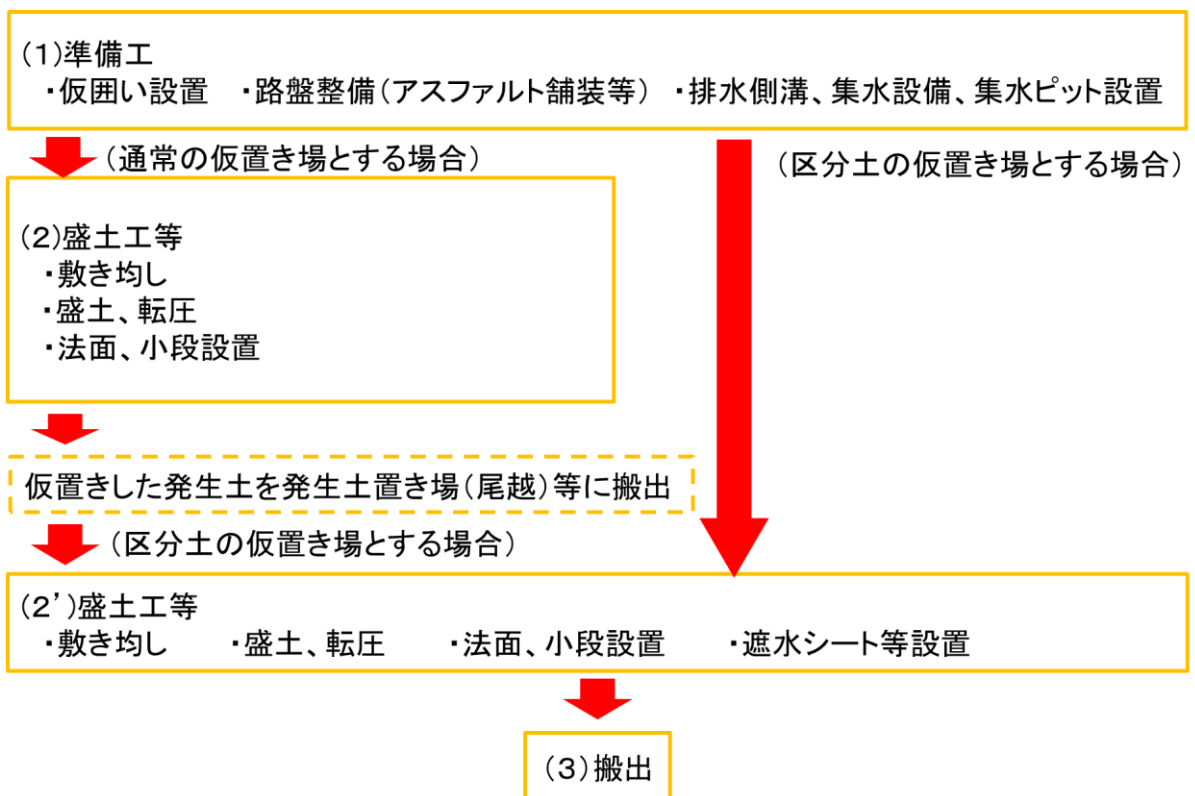 (1)準備工
・仮囲い設置 ・路盤整備(アスファルト舗装等) ・排水側溝、集水設備、集水ピット設置
(通常の仮置き場とする場合)
(区分土の仮置き場とする場合)
(2)盛土工等
・敷き均し
・盛土、転圧
・法面、小段設置
仮置きした発生土を発生土置き場(尾越)等に搬出
(区分土の仮置き場とする場合)
(2’)盛土工等
・敷き均し ・盛土、転圧 ・法面、小段設置 ・遮水シート等設置
(3)搬出